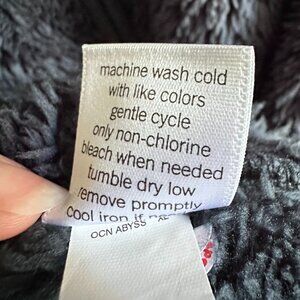 machine wash cold
with like colors
gentle cycle
only non-chlorine
bleach when needed
tumble dry low
remove promptly
cool iron if
OCN ABYSS